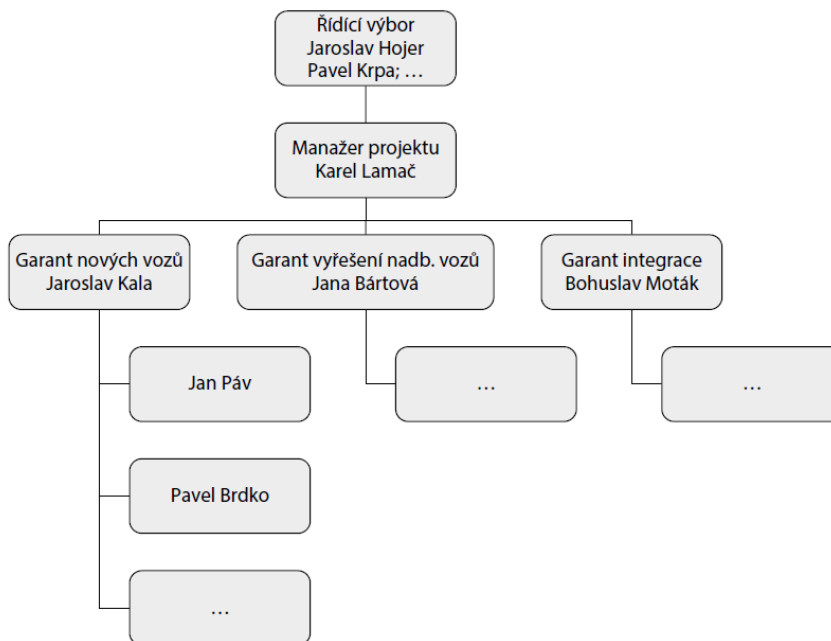 Řídící výbor
Jaroslav Hojer
Pavel Krpa; …
Manažer projektu
Karel Lamač
Garant nových vozů
Jaroslav Kala
Garant vyřešení nadb. vozů
Jana Bártová
Garant integrace
Bohuslav Moták
Jan Páv
…
…
Pavel Brdko
…